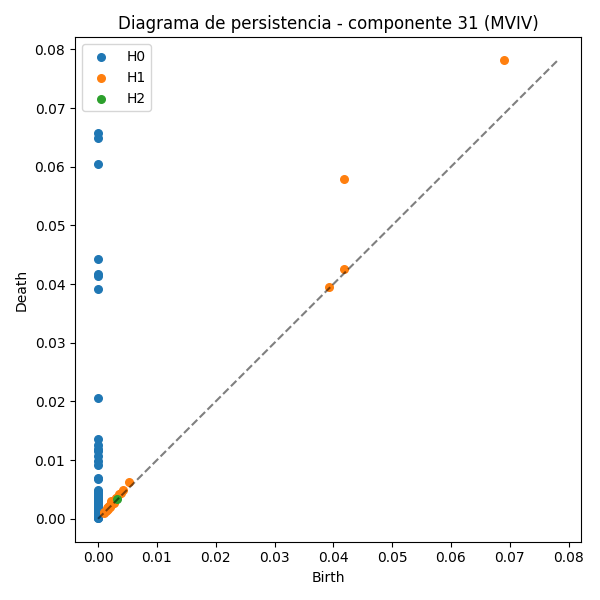 Diagrama de persistencia - componente 31 (MVIV)
H0
H1
H2
Death
0.08
0.07
0.06
0.05
0.04
0.03
0.02
0.01
0.00
0.00 0.01 0.02 0.03 0.04 0.05 0.06 0.07 0.08
Birth